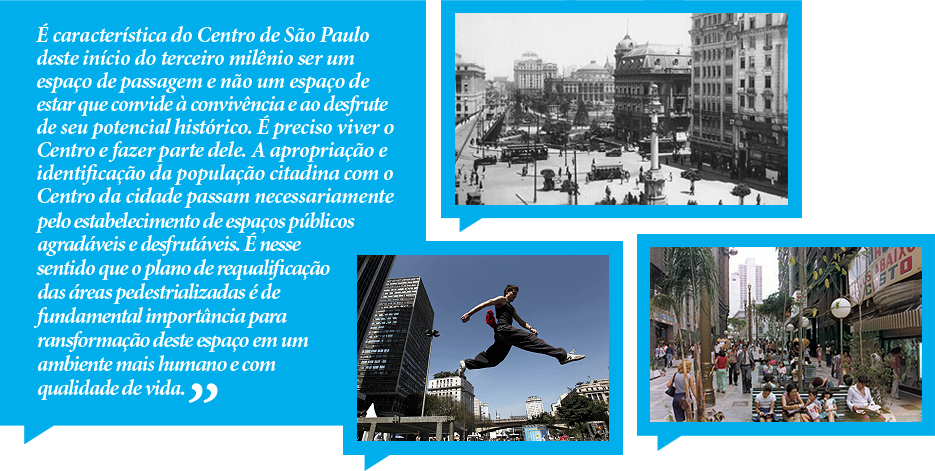 É característica do Centro de São Paulo
deste início do terceiro milênio ser um
espaço de passagem e não um espaço de
estar que convide à convivência e ao desfrute
de seu potencial histórico. É preciso viver o
Centro e fazer parte dele. A apropriação e
identificação da população citadina com o
Centro da cidade passam necessariamente
pelo estabelecimento de espaços públicos
agradáveis e desfrutáveis. É nesse
sentido que o plano de requalificação
das áreas pedestrializadas é de
fundamental importância para
ransformação deste espaço em um
ambiente mais humano e com
qualidade de vida. ”